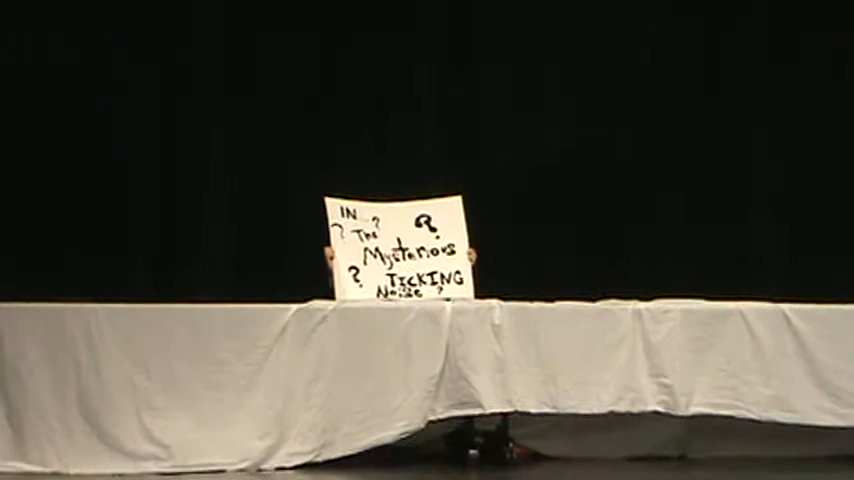 IN... ?
? The ?
Mysterious
? TICKING
Noise ?